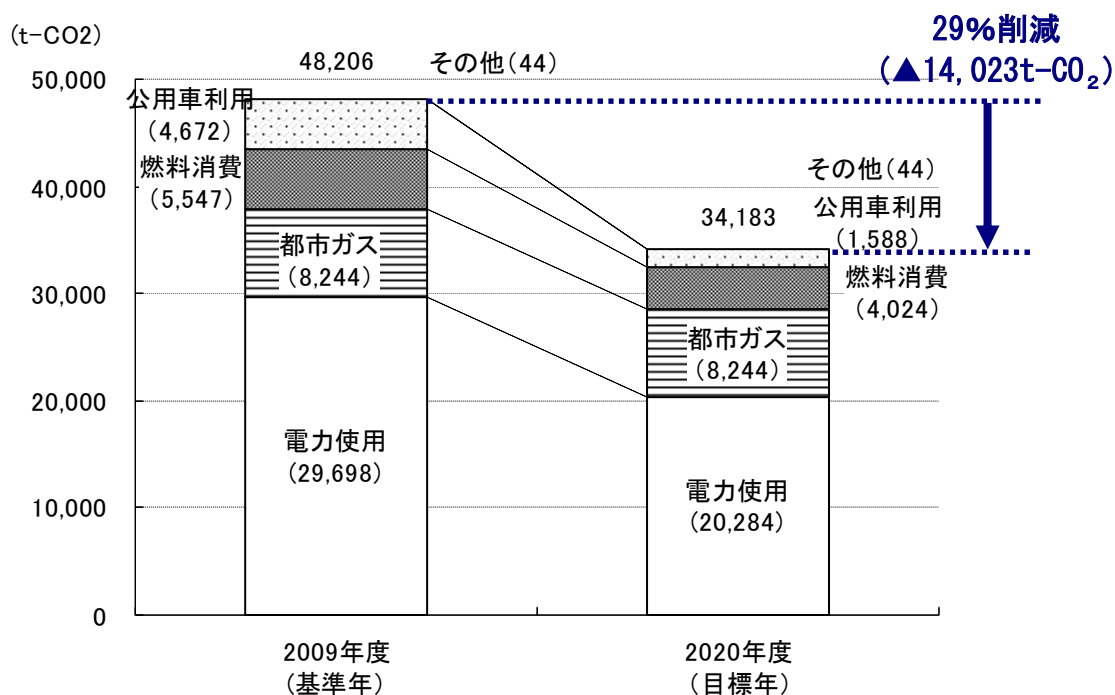 (t-CO2)
29%削減
(▲14,023t-CO₂)
48,206
その他(44)
50,000
公用車利用
(4,672)
燃料消費
(5,547)
40,000
その他(44)
34,183
公用車利用
(1,588)
都市ガス
(8,244)
燃料消費
(4,024)
30,000
都市ガス
(8,244)
20,000
電力使用
(29,698)
電力使用
(20,284)
10,000
0
2009年度
(基準年)
2020年度
(目標年)